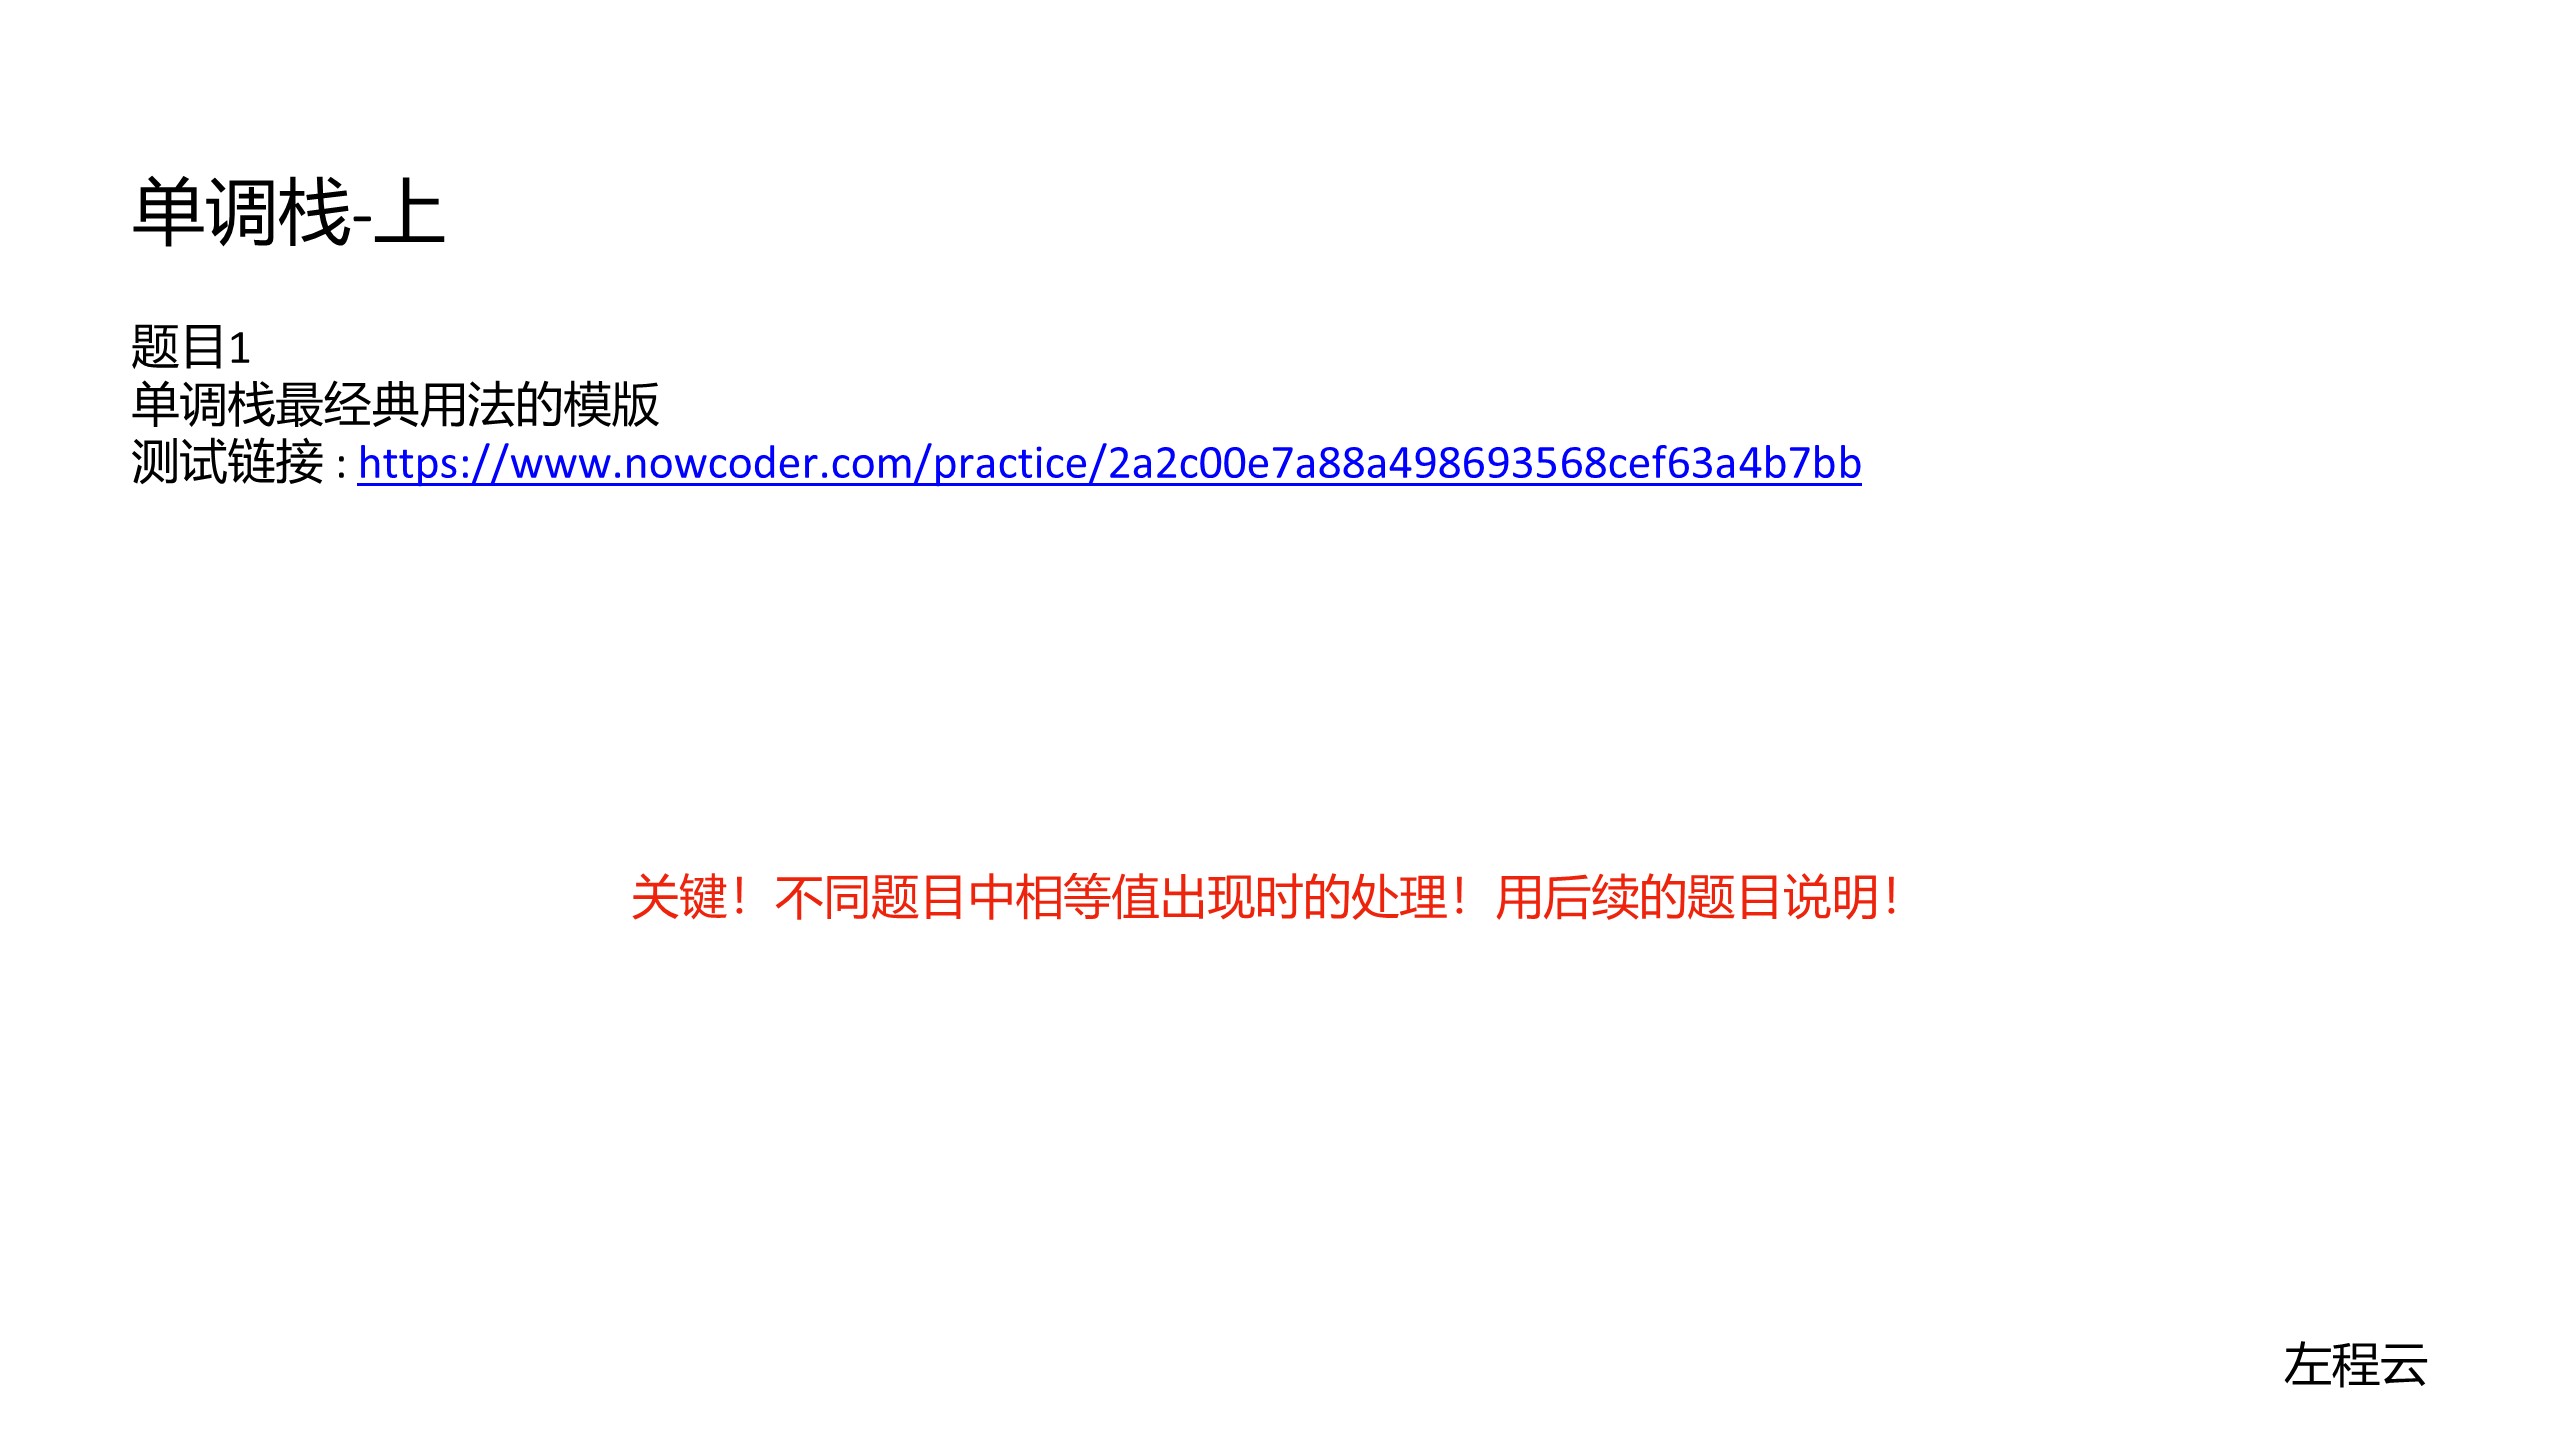 单调栈-上
题目1
单调栈最经典用法的模版
测试链接 : https://www.nowcoder.com/practice/2a2c00e7a88a498693568cef63a4b7bb
关键！不同题目中相等值出现时的处理！用后续的题目说明！
左程云